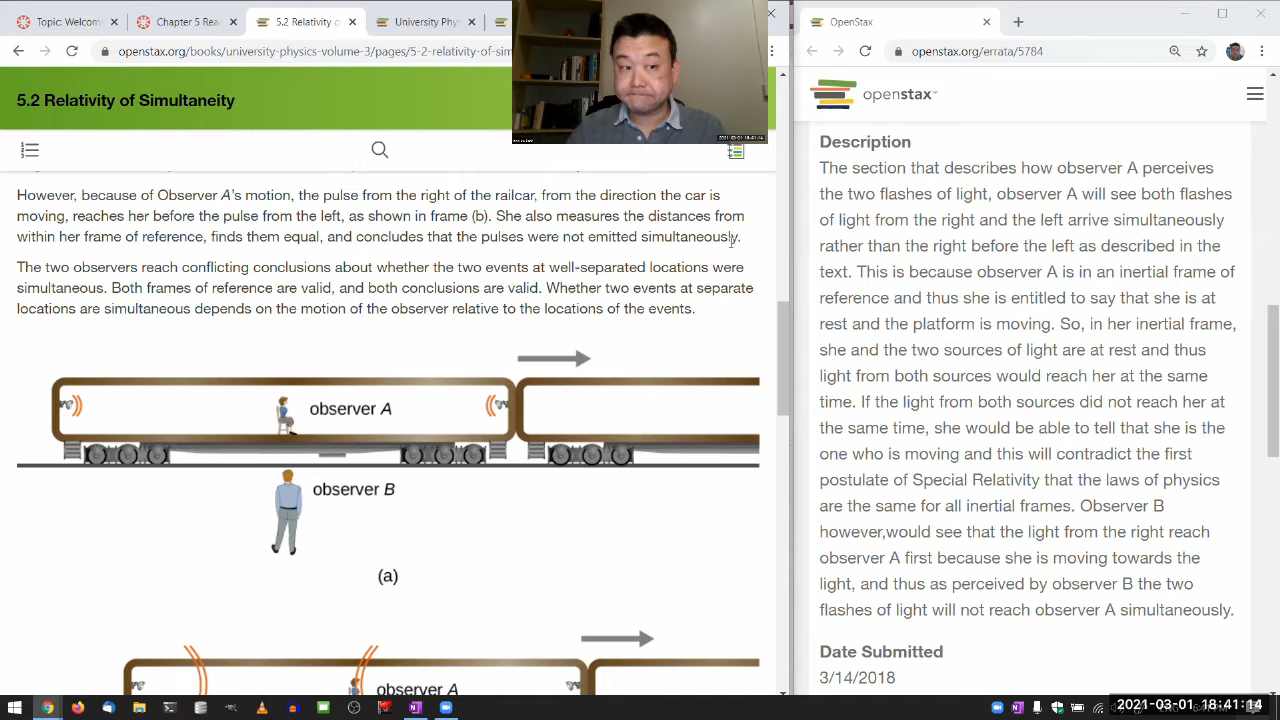 Twice In
Chapter 5 Rea
5.2 Relativity o
University Phy
OpenStax
openstax.org/books/university-physics-volume-3/pages/5-2-relativity-of-sim
openstax.org/errata/5784
5.2 Relativity of Simultaneity
2021-03-01 18:41:14
openstax
However, because of Observer A's motion, the pulse from the right of the railcar, from the direction the car is
moving, reaches her before the pulse from the left, as shown in frame (b). She also measures the distances from
within her frame of reference, finds them equal, and concludes that the pulses were not emitted simultaneously.
The two observers reach conflicting conclusions about whether the two events at well-separated locations were
simultaneous. Both frames of reference are valid, and both conclusions are valid. Whether two events at separate
locations are simultaneous depends on the motion of the observer relative to the locations of the events.
observer A
observer B
(a)
observer A
Description
The section that describes how observer A perceives
the two flashes of light, observer A will see both flashes
of light from the right and the left arrive simultaneously
rather than the right before the left as described in the
text. This is because observer A is in an inertial frame of
reference and thus she is entitled to say that she is at
rest and the platform is moving. So, in her inertial frame,
she and the two sources of light are at rest and thus
light from both sources would reach her at the same
time. If the light from both sources did not reach her at
the same time, she would be able to tell that she is the
one who is moving and this will contradict the first
postulate of Special Relativity that the laws of physics
are the same for all inertial frames. Observer B
however,would see that the light from the right reach
observer A first because she is moving towards the
light, and thus as perceived by observer B the two
flashes of light will not reach observer A simultaneously.
Date Submitted
3/14/2018
2021-03-01 18:41:14